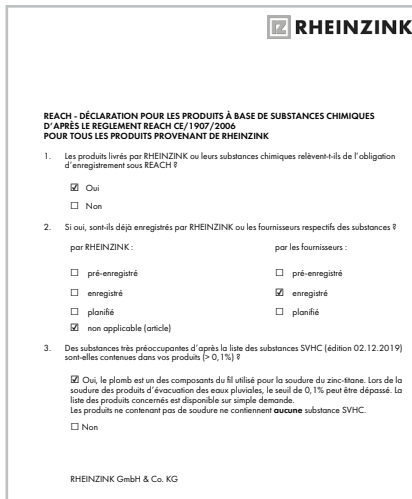 RHEINZINK
REACH - DÉCLARATION POUR LES PRODUITS À BASE DE SUBSTANCES CHIMIQUES
D'APRÈS LE REGLEMENT REACH CE/1907/2006
POUR TOUS LES PRODUITS PROVENANT DE RHEINZINK
1. Les produits livrés par RHEINZINK ou leurs substances chimiques relèvent-t-ils de l'obligation
d'enregistrement sous REACH ?
☑ Oui
☐ Non
2. Si oui, sont-ils déjà enregistrés par RHEINZINK ou les fournisseurs respectifs des substances ?
par RHEINZINK : par les fournisseurs :
☐ pré-enregistré ☐ pré-enregistré
☐ enregistré ☑ enregistré
☐ planifié ☐ planifié
☑ non applicable (article)
3. Des substances très préoccupantes d'après la liste des substances SVHC (édition 02.12.2019)
sont-elles contenues dans vos produits (> 0,1%) ?
☑ Oui, le plomb est un des composants du fil utilisé pour la soudure du zinc-titane. Lors de la
soudure des produits d'évacuation des eaux pluviales, le seuil de 0,1% peut être dépassé. La
liste des produits concernés est disponible sur simple demande.
Les produits ne contenant pas de soudure ne contiennent aucune substance SVHC.
☐ Non
RHEINZINK GmbH & Co. KG